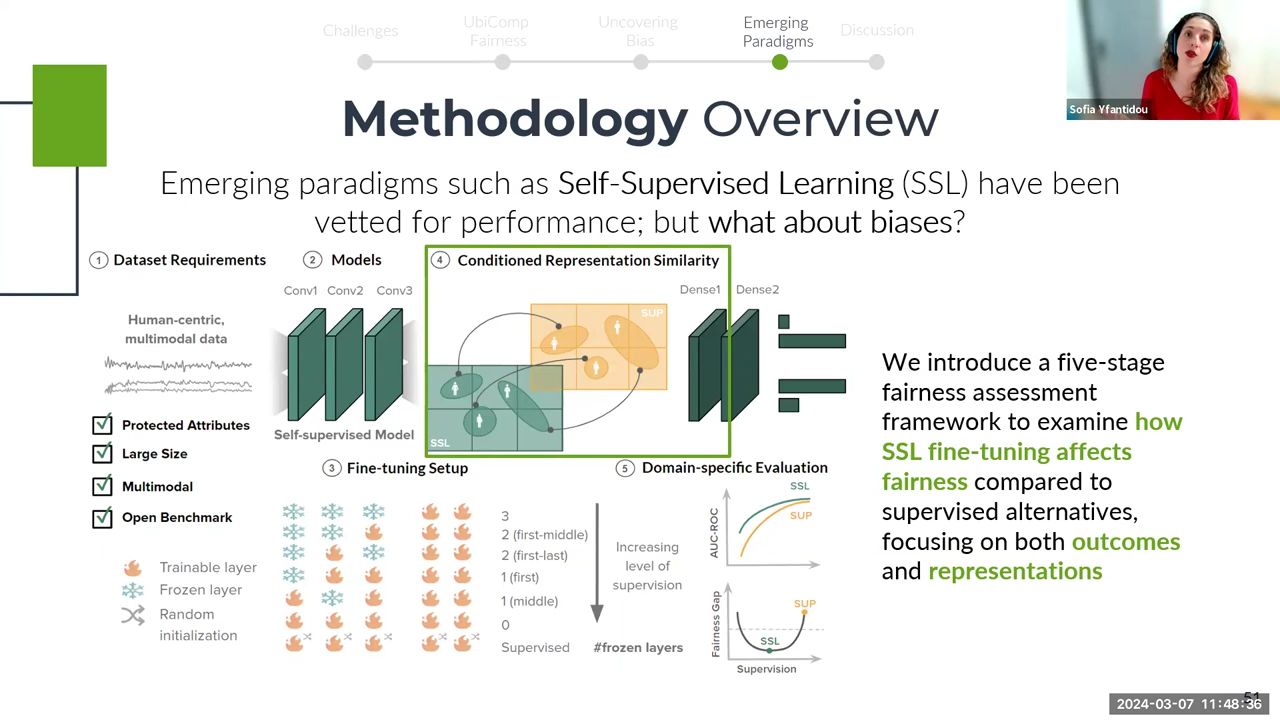 Challenges
UbiComp
Fairness
Uncovering
Bias
Emerging
Paradigms
Discussion
Sofia Yfantidou
Methodology Overview
Emerging paradigms such as Self-Supervised Learning (SSL) have been
vetted for performance; but what about biases?
1 Dataset Requirements
Human-centric,
multimodal data
Protected Attributes
Large Size
Multimodal
Open Benchmark
Trainable layer
Frozen layer
Random
initialization
2 Models
Conv1 Conv2 Conv3
Self-supervised Model
4 Conditioned Representation Similarity
SUP
SSL
Dense1 Dense2
3 Fine-tuning Setup
3
2 (first-middle)
2 (first-last)
1 (first)
1 (middle)
0
Supervised
Increasing
level of
supervision
#frozen layers
5 Domain-specific Evaluation
AUC-ROC
SSL
SUP
Fairness Gap
SUP
SSL
Supervision
We introduce a five-stage
fairness assessment
framework to examine how
SSL fine-tuning affects
fairness compared to
supervised alternatives,
focusing on both outcomes
and representations
51
2024-03-07 11:48:36